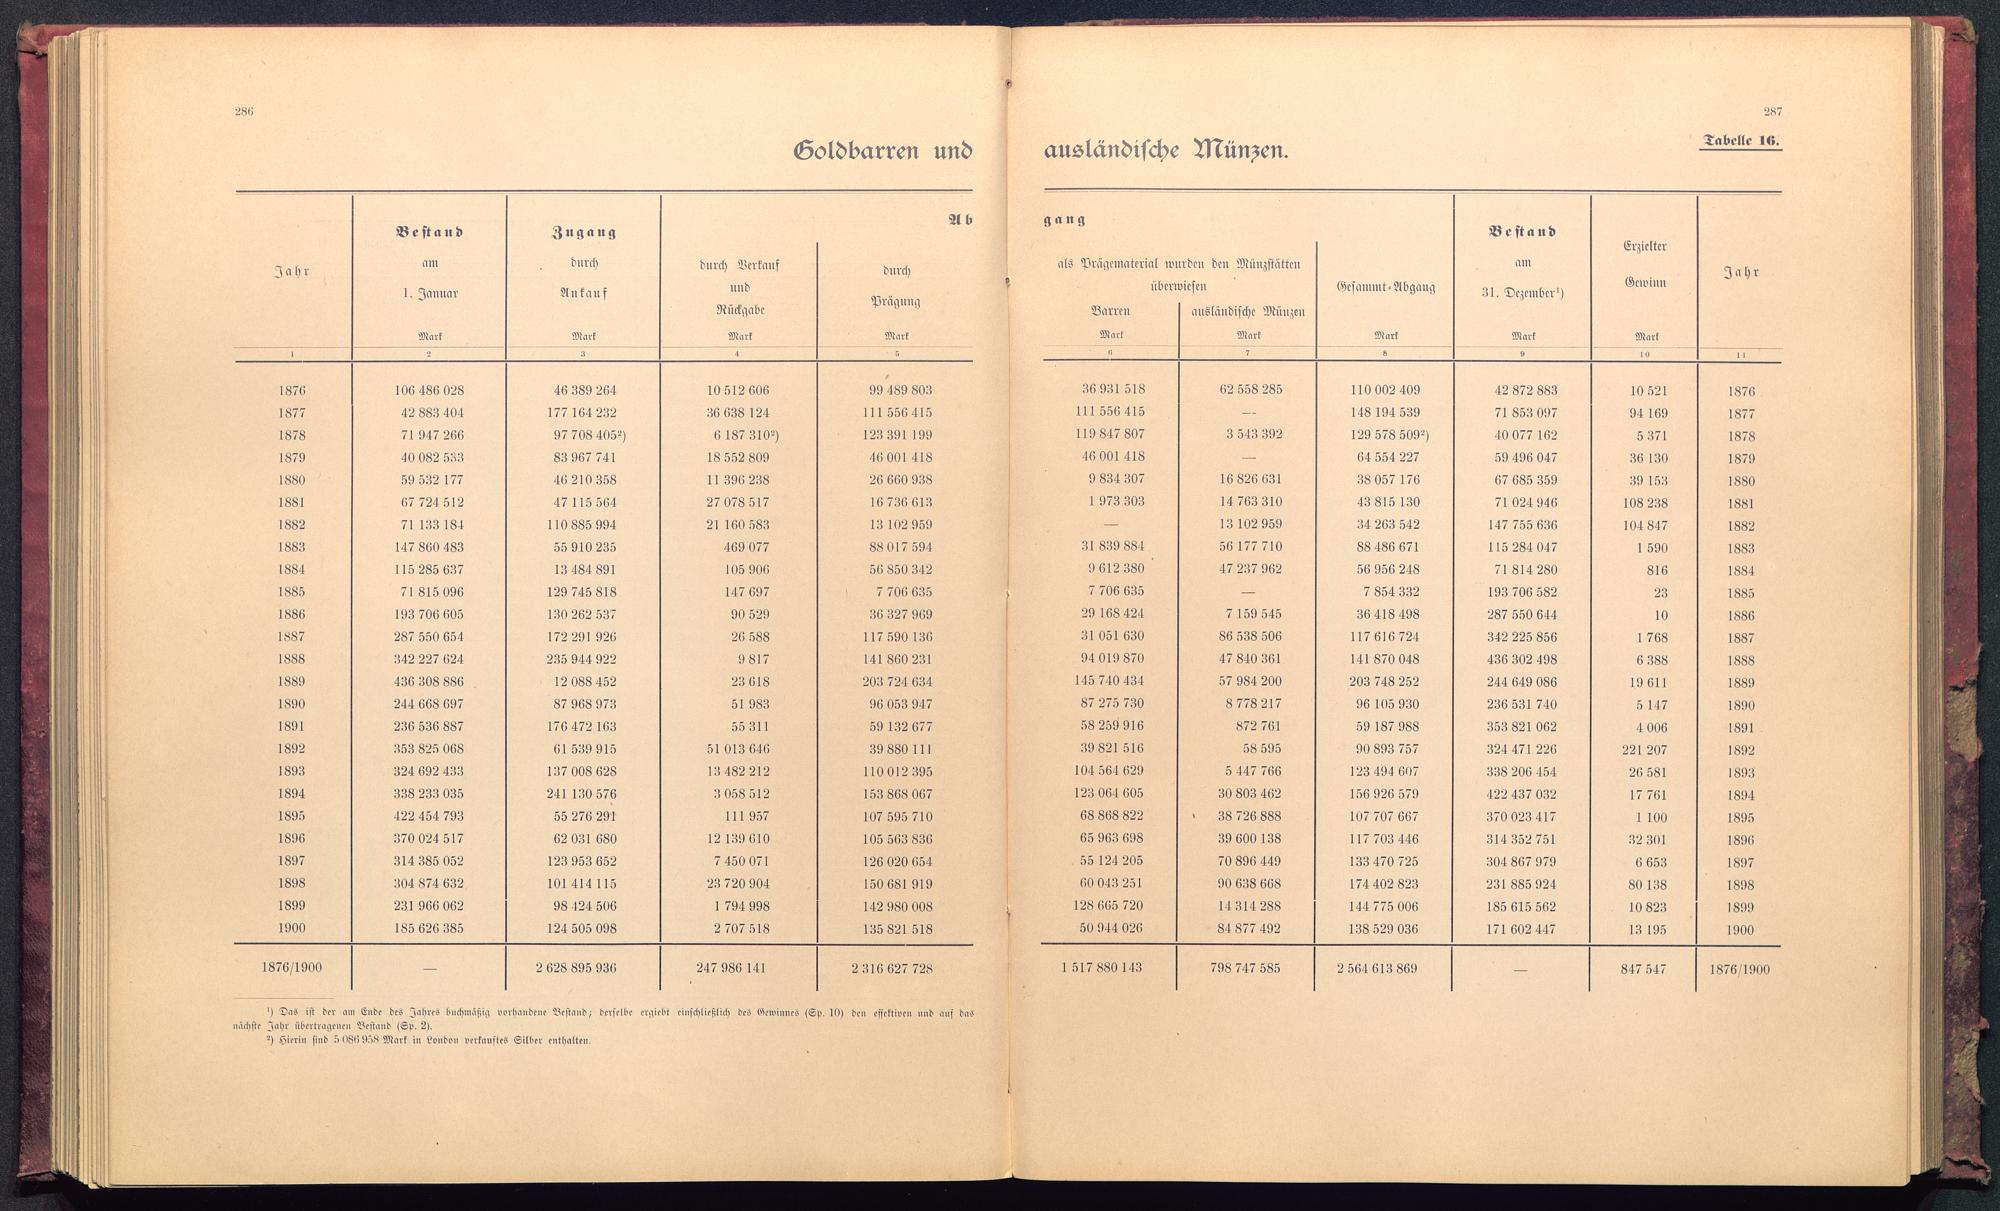 286
287
Goldbarren und ausländische Münzen.
Tabelle 16.
Jahr | Bestand am 1. Januar Mark | Zugang durch Ankauf Mark | Abgang durch Verkauf und Rückgabe Mark | durch Prägung Mark | als Prägematerial wurden den Münzstätten überwiesen Barren Mark | ausländische Münzen Mark | Gesammt-Abgang Mark | Bestand am 31. Dezember¹) Mark | Erzielter Gewinn Mark | Jahr
1 | 2 | 3 | 4 | 5 | 6 | 7 | 8 | 9 | 10 | 11
1876 | 106 486 028 | 46 389 264 | 10 512 606 | 99 489 803 | 36 931 518 | 62 558 285 | 110 002 409 | 42 872 883 | 10 521 | 1876
1877 | 42 883 404 | 177 164 232 | 36 638 124 | 111 556 415 | 111 556 415 | — | 148 194 539 | 71 853 097 | 94 169 | 1877
1878 | 71 947 266 | 97 708 405²) | 6 187 310²) | 123 391 199 | 119 847 807 | 3 543 392 | 129 578 509²) | 40 077 162 | 5 371 | 1878
1879 | 40 082 533 | 83 967 741 | 18 552 809 | 46 001 418 | 46 001 418 | — | 64 554 227 | 59 496 047 | 36 130 | 1879
1880 | 59 532 177 | 46 210 358 | 11 396 238 | 26 660 938 | 9 834 307 | 16 826 631 | 38 057 176 | 67 685 359 | 39 153 | 1880
1881 | 67 724 512 | 47 115 564 | 27 078 517 | 16 736 613 | 1 973 303 | 14 763 310 | 43 815 130 | 71 024 946 | 108 238 | 1881
1882 | 71 133 184 | 110 885 994 | 21 160 583 | 13 102 959 | — | 13 102 959 | 34 263 542 | 147 755 636 | 104 847 | 1882
1883 | 147 860 483 | 55 910 235 | 469 077 | 88 017 594 | 31 839 884 | 56 177 710 | 88 486 671 | 115 284 047 | 1 590 | 1883
1884 | 115 285 637 | 13 484 891 | 105 906 | 56 850 342 | 9 612 380 | 47 237 962 | 56 956 248 | 71 814 280 | 816 | 1884
1885 | 71 815 096 | 129 745 818 | 147 697 | 7 706 635 | 7 706 635 | — | 7 854 332 | 193 706 582 | 23 | 1885
1886 | 193 706 605 | 130 262 537 | 90 529 | 36 327 969 | 29 168 424 | 7 159 545 | 36 418 498 | 287 550 644 | 10 | 1886
1887 | 287 550 654 | 172 291 926 | 26 588 | 117 590 136 | 31 051 630 | 86 538 506 | 117 616 724 | 342 225 856 | 1 768 | 1887
1888 | 342 227 624 | 235 944 922 | 9 817 | 141 860 231 | 94 019 870 | 47 840 361 | 141 870 048 | 436 302 498 | 6 388 | 1888
1889 | 436 308 886 | 12 088 452 | 23 618 | 203 724 634 | 145 740 434 | 57 984 200 | 203 748 252 | 244 649 086 | 19 611 | 1889
1890 | 244 668 697 | 87 968 973 | 51 983 | 96 053 947 | 87 275 730 | 8 778 217 | 96 105 930 | 236 531 740 | 5 147 | 1890
1891 | 236 536 887 | 176 472 163 | 55 311 | 59 132 677 | 58 259 916 | 872 761 | 59 187 988 | 353 821 062 | 4 006 | 1891
1892 | 353 825 068 | 61 539 915 | 51 013 646 | 39 880 111 | 39 821 516 | 58 595 | 90 893 757 | 324 471 226 | 221 207 | 1892
1893 | 324 692 433 | 137 008 628 | 13 482 212 | 110 012 395 | 104 564 629 | 5 447 766 | 123 494 607 | 338 206 454 | 26 581 | 1893
1894 | 338 233 035 | 241 130 576 | 3 058 512 | 153 868 067 | 123 064 605 | 30 803 462 | 156 926 579 | 422 437 032 | 17 761 | 1894
1895 | 422 454 793 | 55 276 291 | 111 957 | 107 595 710 | 68 868 822 | 38 726 888 | 107 707 667 | 370 023 417 | 1 100 | 1895
1896 | 370 024 517 | 62 031 680 | 12 139 610 | 105 563 836 | 65 963 698 | 39 600 138 | 117 703 446 | 314 352 751 | 32 301 | 1896
1897 | 314 385 052 | 123 953 652 | 7 450 071 | 126 020 654 | 55 124 205 | 70 896 449 | 133 470 725 | 304 867 979 | 6 653 | 1897
1898 | 304 874 632 | 101 414 115 | 23 720 904 | 150 681 919 | 60 043 251 | 90 638 668 | 174 402 823 | 231 885 924 | 80 138 | 1898
1899 | 231 966 062 | 98 424 506 | 1 794 998 | 142 980 008 | 128 665 720 | 14 314 288 | 144 775 006 | 185 615 562 | 10 823 | 1899
1900 | 185 626 385 | 124 505 098 | 2 707 518 | 135 821 518 | 50 944 026 | 84 877 492 | 138 529 036 | 171 602 447 | 13 195 | 1900
1876/1900 | — | 2 628 895 936 | 247 986 141 | 2 316 627 728 | 1 517 880 143 | 798 747 585 | 2 564 613 869 | — | 847 547 | 1876/1900
¹) Das ist der am Ende des Jahres buchmäßig vorhandene Bestand; derselbe ergiebt einschließlich des Gewinnes (Sp. 10) den effektiven und auf das
nächste Jahr übertragenen Bestand (Sp. 2).
²) Hierin sind 5 086 958 Mark in London verkauftes Silber enthalten.